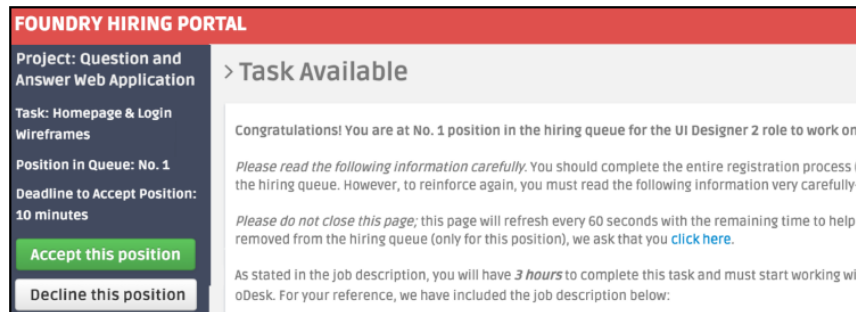 FOUNDRY HIRING PORTAL
Project: Question and
Answer Web Application
Task: Homepage & Login
Wireframes
Position in Queue: No. 1
Deadline to Accept Position:
10 minutes
Accept this position
Decline this position
> Task Available
Congratulations! You are at No. 1 position in the hiring queue for the UI Designer 2 role to work on
Please read the following information carefully. You should complete the entire registration process
the hiring queue. However, to reinforce again, you must read the following information very carefully
Please do not close this page; this page will refresh every 60 seconds with the remaining time to help
removed from the hiring queue (only for this position), we ask that you click here.
As stated in the job description, you will have 3 hours to complete this task and must start working wi
oDesk. For your reference, we have included the job description below: